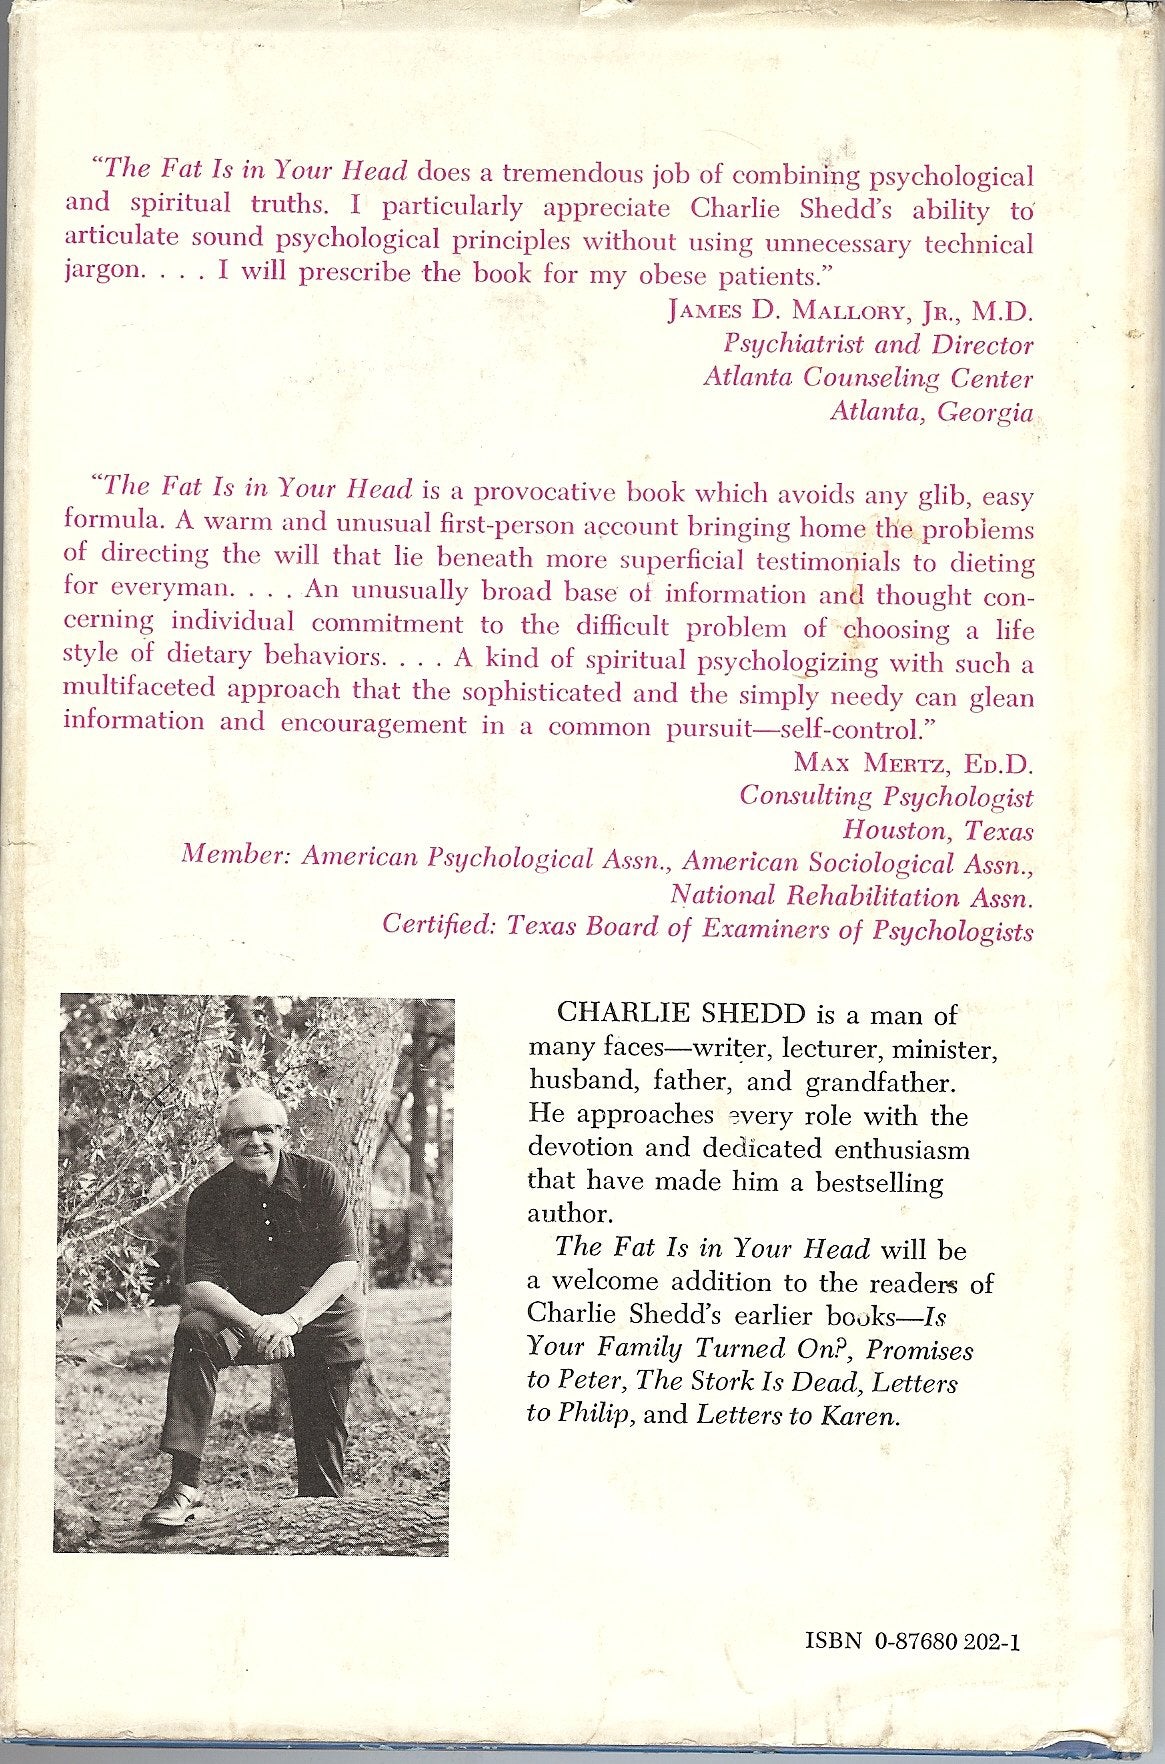 “The Fat Is in Your Head does a tremendous job of combining psychological
and spiritual truths. I particularly appreciate Charlie Shedd’s ability to
articulate sound psychological principles without using unnecessary technical
jargon. . . . I will prescribe the book for my obese patients.”
JAMES D. MALLORY, JR., M.D.
Psychiatrist and Director
Atlanta Counseling Center
Atlanta, Georgia
“The Fat Is in Your Head is a provocative book which avoids any glib, easy
formula. A warm and unusual first-person account bringing home the problems
of directing the will that lie beneath more superficial testimonials to dieting
for everyman. . . . An unusually broad base of information and thought con-
cerning individual commitment to the difficult problem of choosing a life
style of dietary behaviors. . . . A kind of spiritual psychologizing with such a
multifaceted approach that the sophisticated and the simply needy can glean
information and encouragement in a common pursuit—self-control.”
MAX MERTZ, ED.D.
Consulting Psychologist
Houston, Texas
Member: American Psychological Assn., American Sociological Assn.,
National Rehabilitation Assn.
Certified: Texas Board of Examiners of Psychologists
CHARLIE SHEDD is a man of
many faces—writer, lecturer, minister,
husband, father, and grandfather.
He approaches every role with the
devotion and dedicated enthusiasm
that have made him a bestselling
author.
The Fat Is in Your Head will be
a welcome addition to the readers of
Charlie Shedd’s earlier books—Is
Your Family Turned On?, Promises
to Peter, The Stork Is Dead, Letters
to Philip, and Letters to Karen.
ISBN 0-87680 202-1